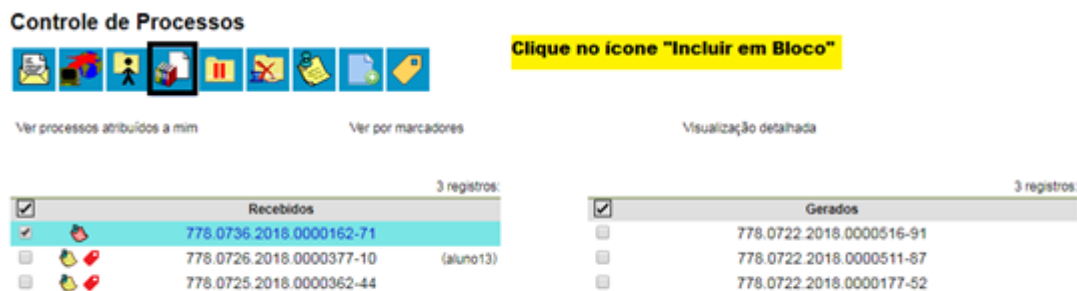 Controle de Processos
Clique no ícone "Incluir em Bloco"
Ver processos atribuídos a mim
Ver por marcadores
Visualização detalhada
3 registros:
Recebidos
778.0736.2018.0000162-71
778.0726.2018.0000377-10 (aluno13)
778.0725.2018.0000362-44
3 registros:
Gerados
778.0722.2018.0000516-91
778.0722.2018.0000511-87
778.0722.2018.0000177-52